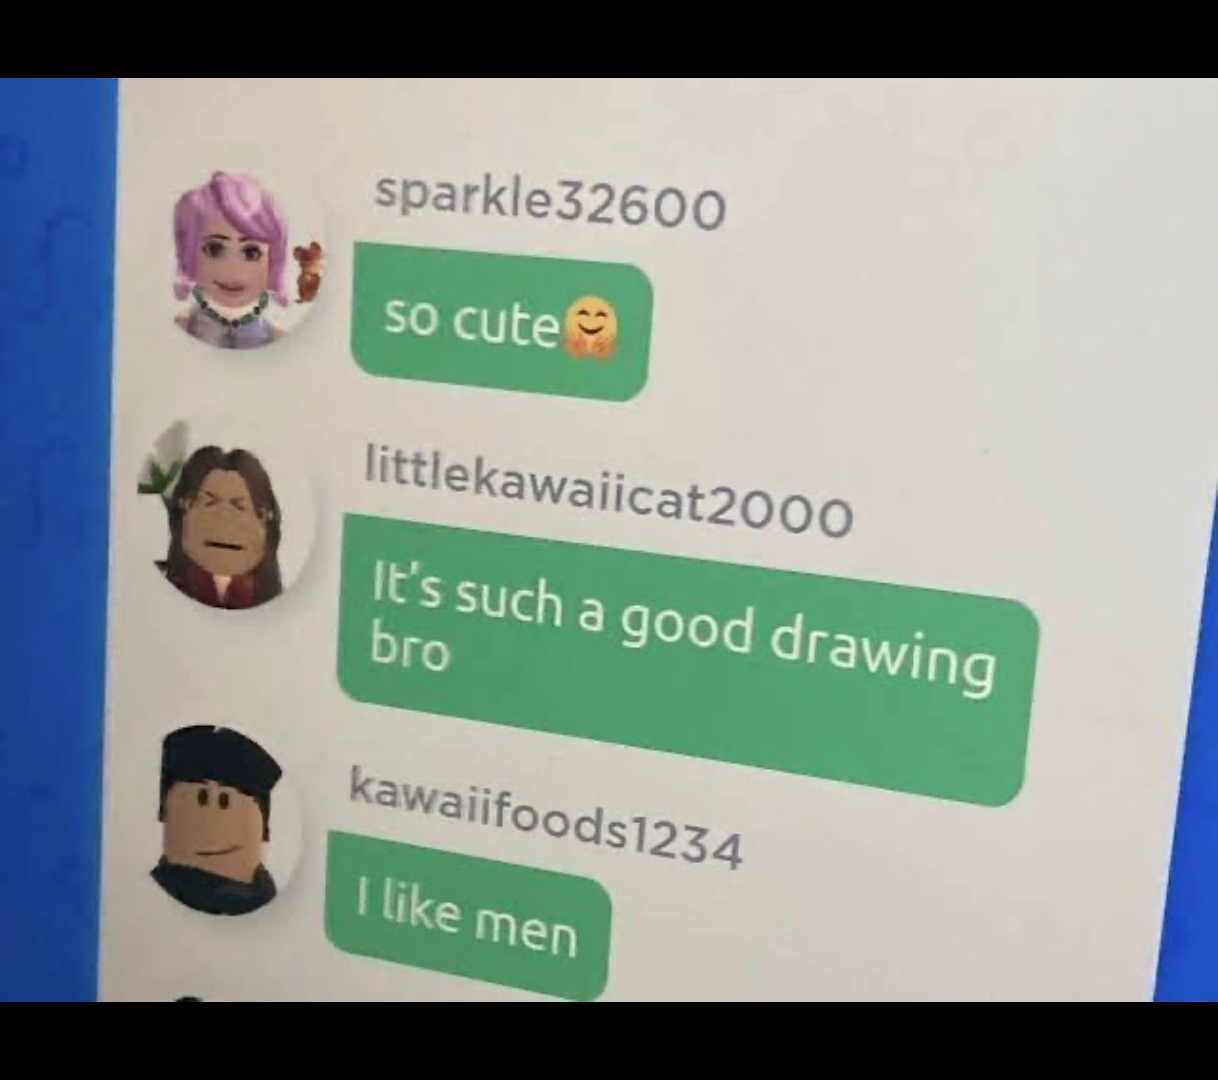 sparkle32600
so cute🤗
littlekawaiicat2000
It's such a good drawing
bro
kawaiifoods1234
I like men